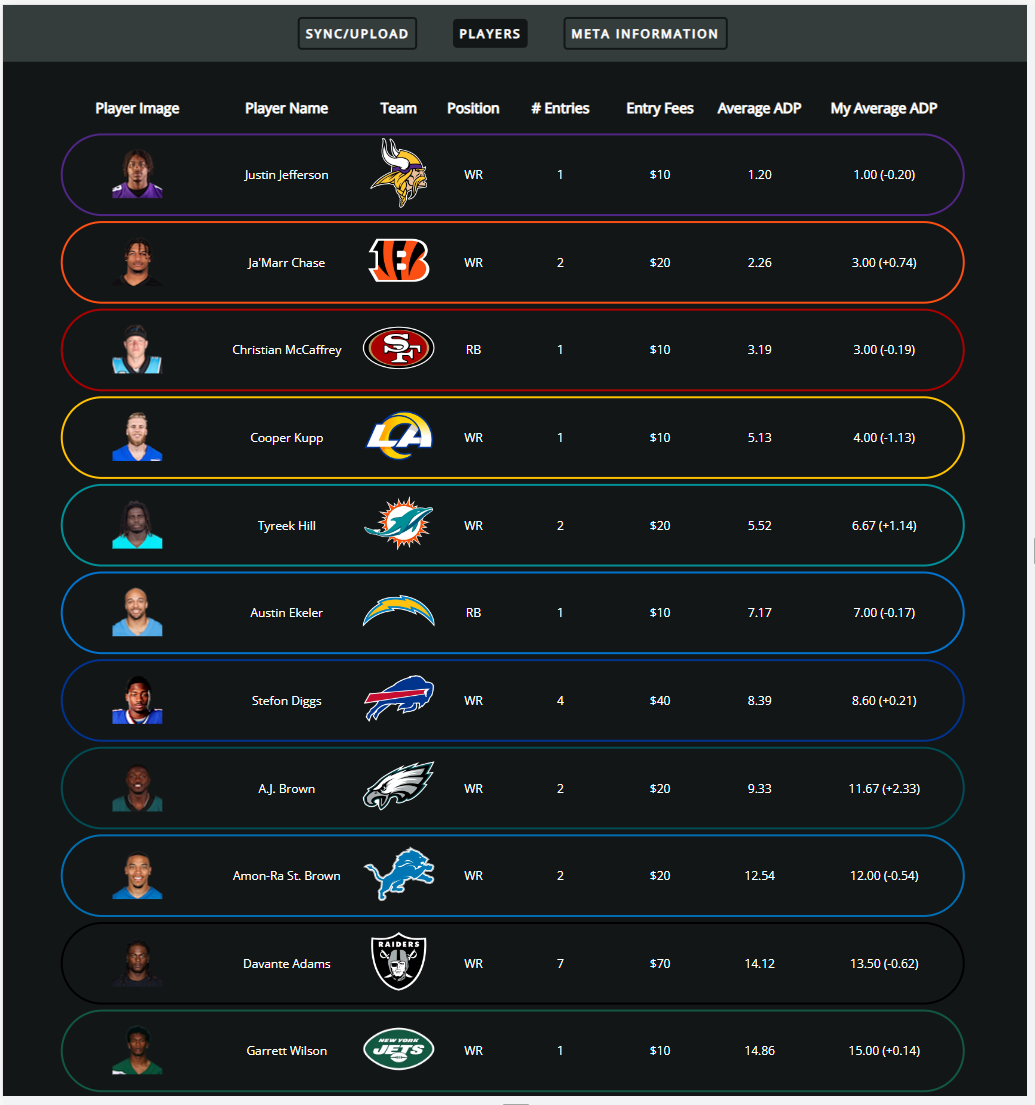 SYNC/UPLOAD PLAYERS META INFORMATION
Player Image Player Name Team Position # Entries Entry Fees Average ADP My Average ADP
Justin Jefferson WR 1 $10 1.20 1.00 (-0.20)
Ja'Marr Chase B WR 2 $20 2.26 3.00 (+0.74)
Christian McCaffrey SF RB 1 $10 3.19 3.00 (-0.19)
Cooper Kupp LA WR 1 $10 5.13 4.00 (-1.13)
Tyreek Hill WR 2 $20 5.52 6.67 (+1.14)
Austin Ekeler RB 1 $10 7.17 7.00 (-0.17)
Stefon Diggs WR 4 $40 8.39 8.60 (+0.21)
A.J. Brown WR 2 $20 9.33 11.67 (+2.33)
Amon-Ra St. Brown WR 2 $20 12.54 12.00 (-0.54)
Davante Adams RAIDERS WR 7 $70 14.12 13.50 (-0.62)
Garrett Wilson NEW YORK JETS WR 1 $10 14.86 15.00 (+0.14)